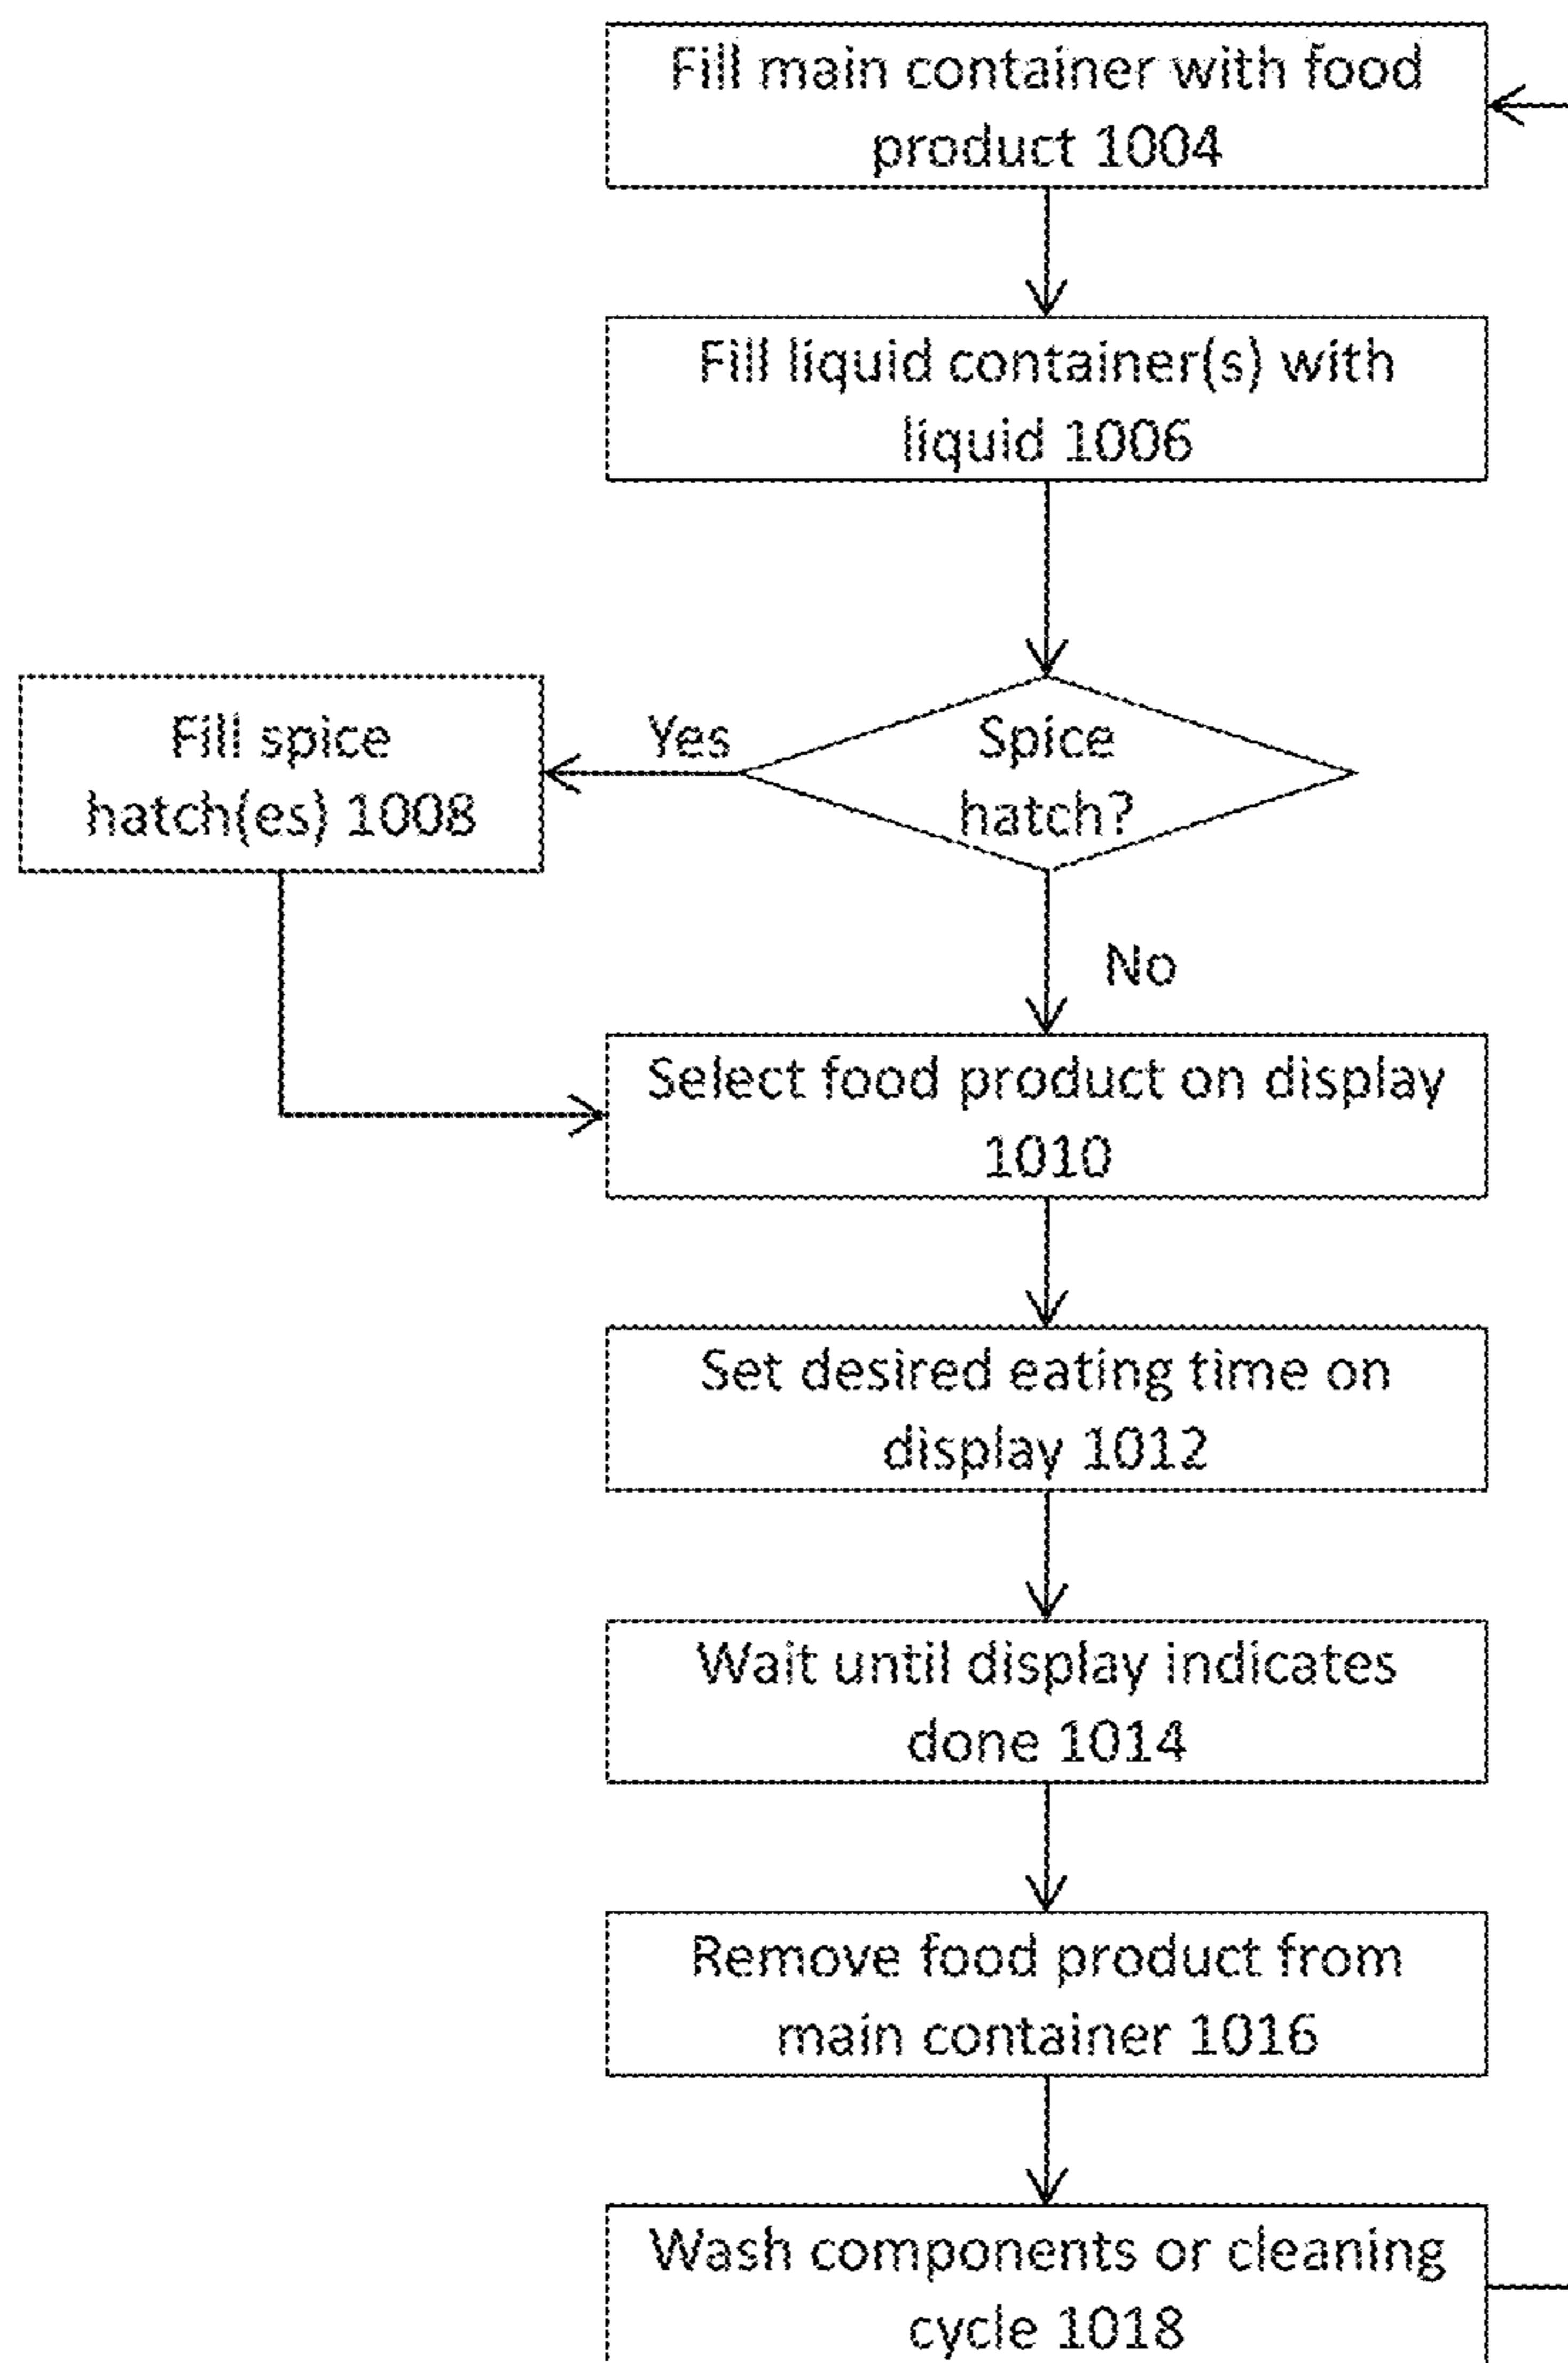 Fill main container with food
product 1004
Fill liquid container(s) with
liquid 1006
Spice
hatch?
Yes
Fill spice
hatch(es) 1008
No
Select food product on display
1010
Set desired eating time on
display 1012
Wait until display indicates
done 1014
Remove food product from
main container 1016
Wash components or cleaning
cycle 1018